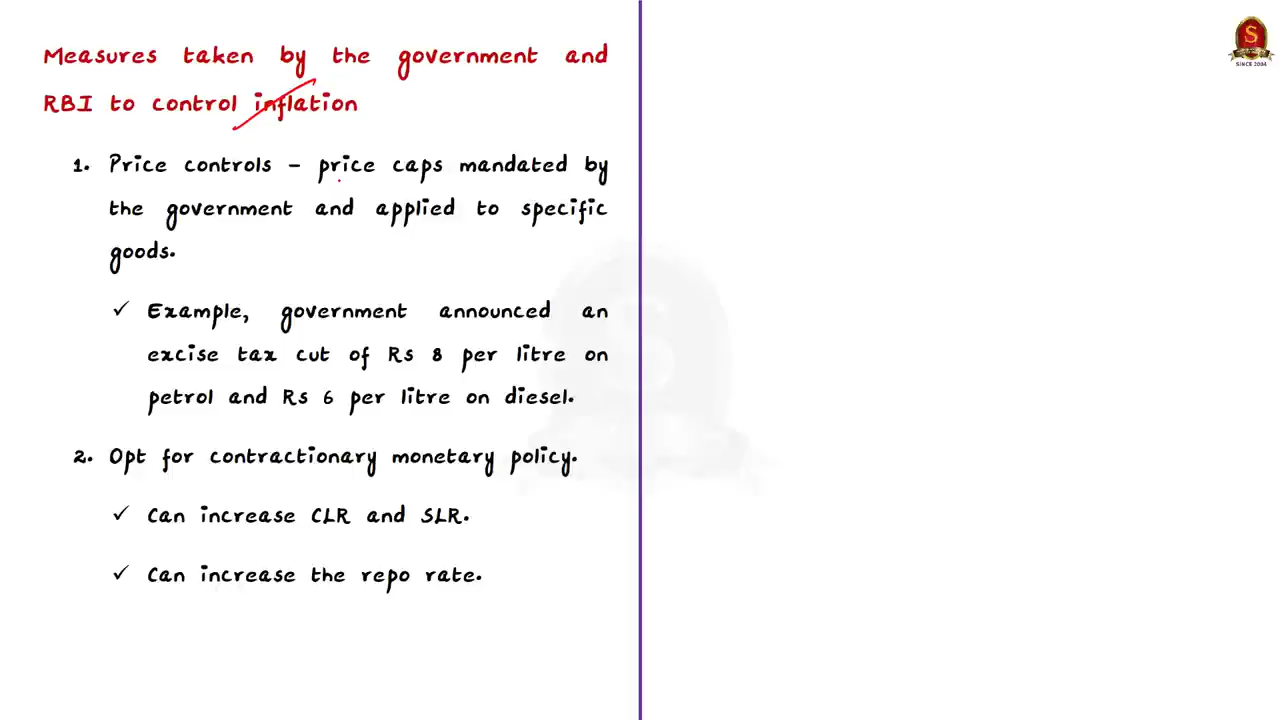 Measures taken by the government and
RBI to control inflation
1. Price controls – price caps mandated by
the government and applied to specific
goods.
✓ Example, government announced an
excise tax cut of Rs 8 per litre on
petrol and Rs 6 per litre on diesel.
2. Opt for contractionary monetary policy.
✓ Can increase CLR and SLR.
✓ Can increase the repo rate.
S
SINCE 2004
S